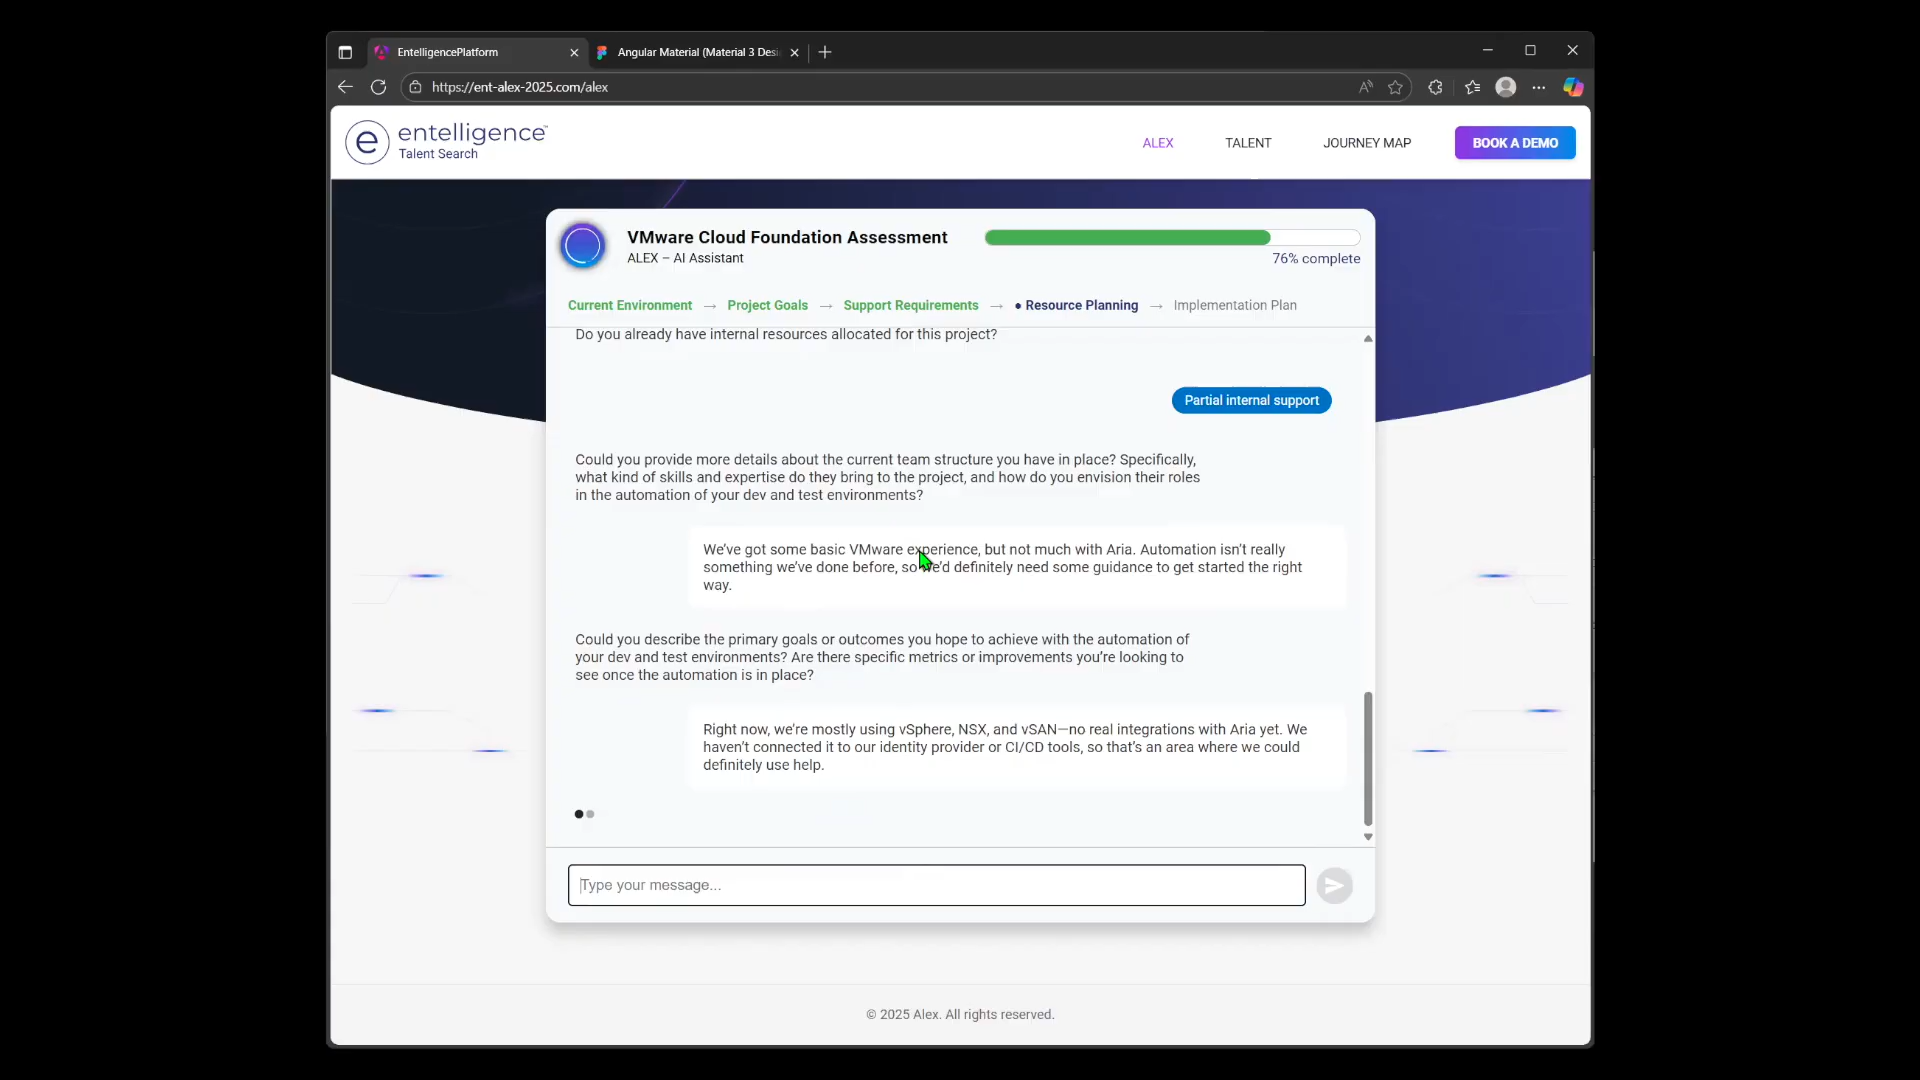 EntelligencePlatform
Angular Material (Material 3 Desi
https://ent-alex-2025.com/alex
e entelligence™
Talent Search
ALEX
TALENT
JOURNEY MAP
BOOK A DEMO
VMware Cloud Foundation Assessment
ALEX – AI Assistant
76% complete
Current Environment → Project Goals → Support Requirements → • Resource Planning → Implementation Plan
Do you already have internal resources allocated for this project?
Partial internal support
Could you provide more details about the current team structure you have in place? Specifically,
what kind of skills and expertise do they bring to the project, and how do you envision their roles
in the automation of your dev and test environments?
We've got some basic VMware experience, but not much with Aria. Automation isn't really
something we've done before, so we'd definitely need some guidance to get started the right
way.
Could you describe the primary goals or outcomes you hope to achieve with the automation of
your dev and test environments? Are there specific metrics or improvements you're looking to
see once the automation is in place?
Right now, we're mostly using vSphere, NSX, and vSAN—no real integrations with Aria yet. We
haven't connected it to our identity provider or CI/CD tools, so that's an area where we could
definitely use help.
Type your message...
© 2025 Alex. All rights reserved.